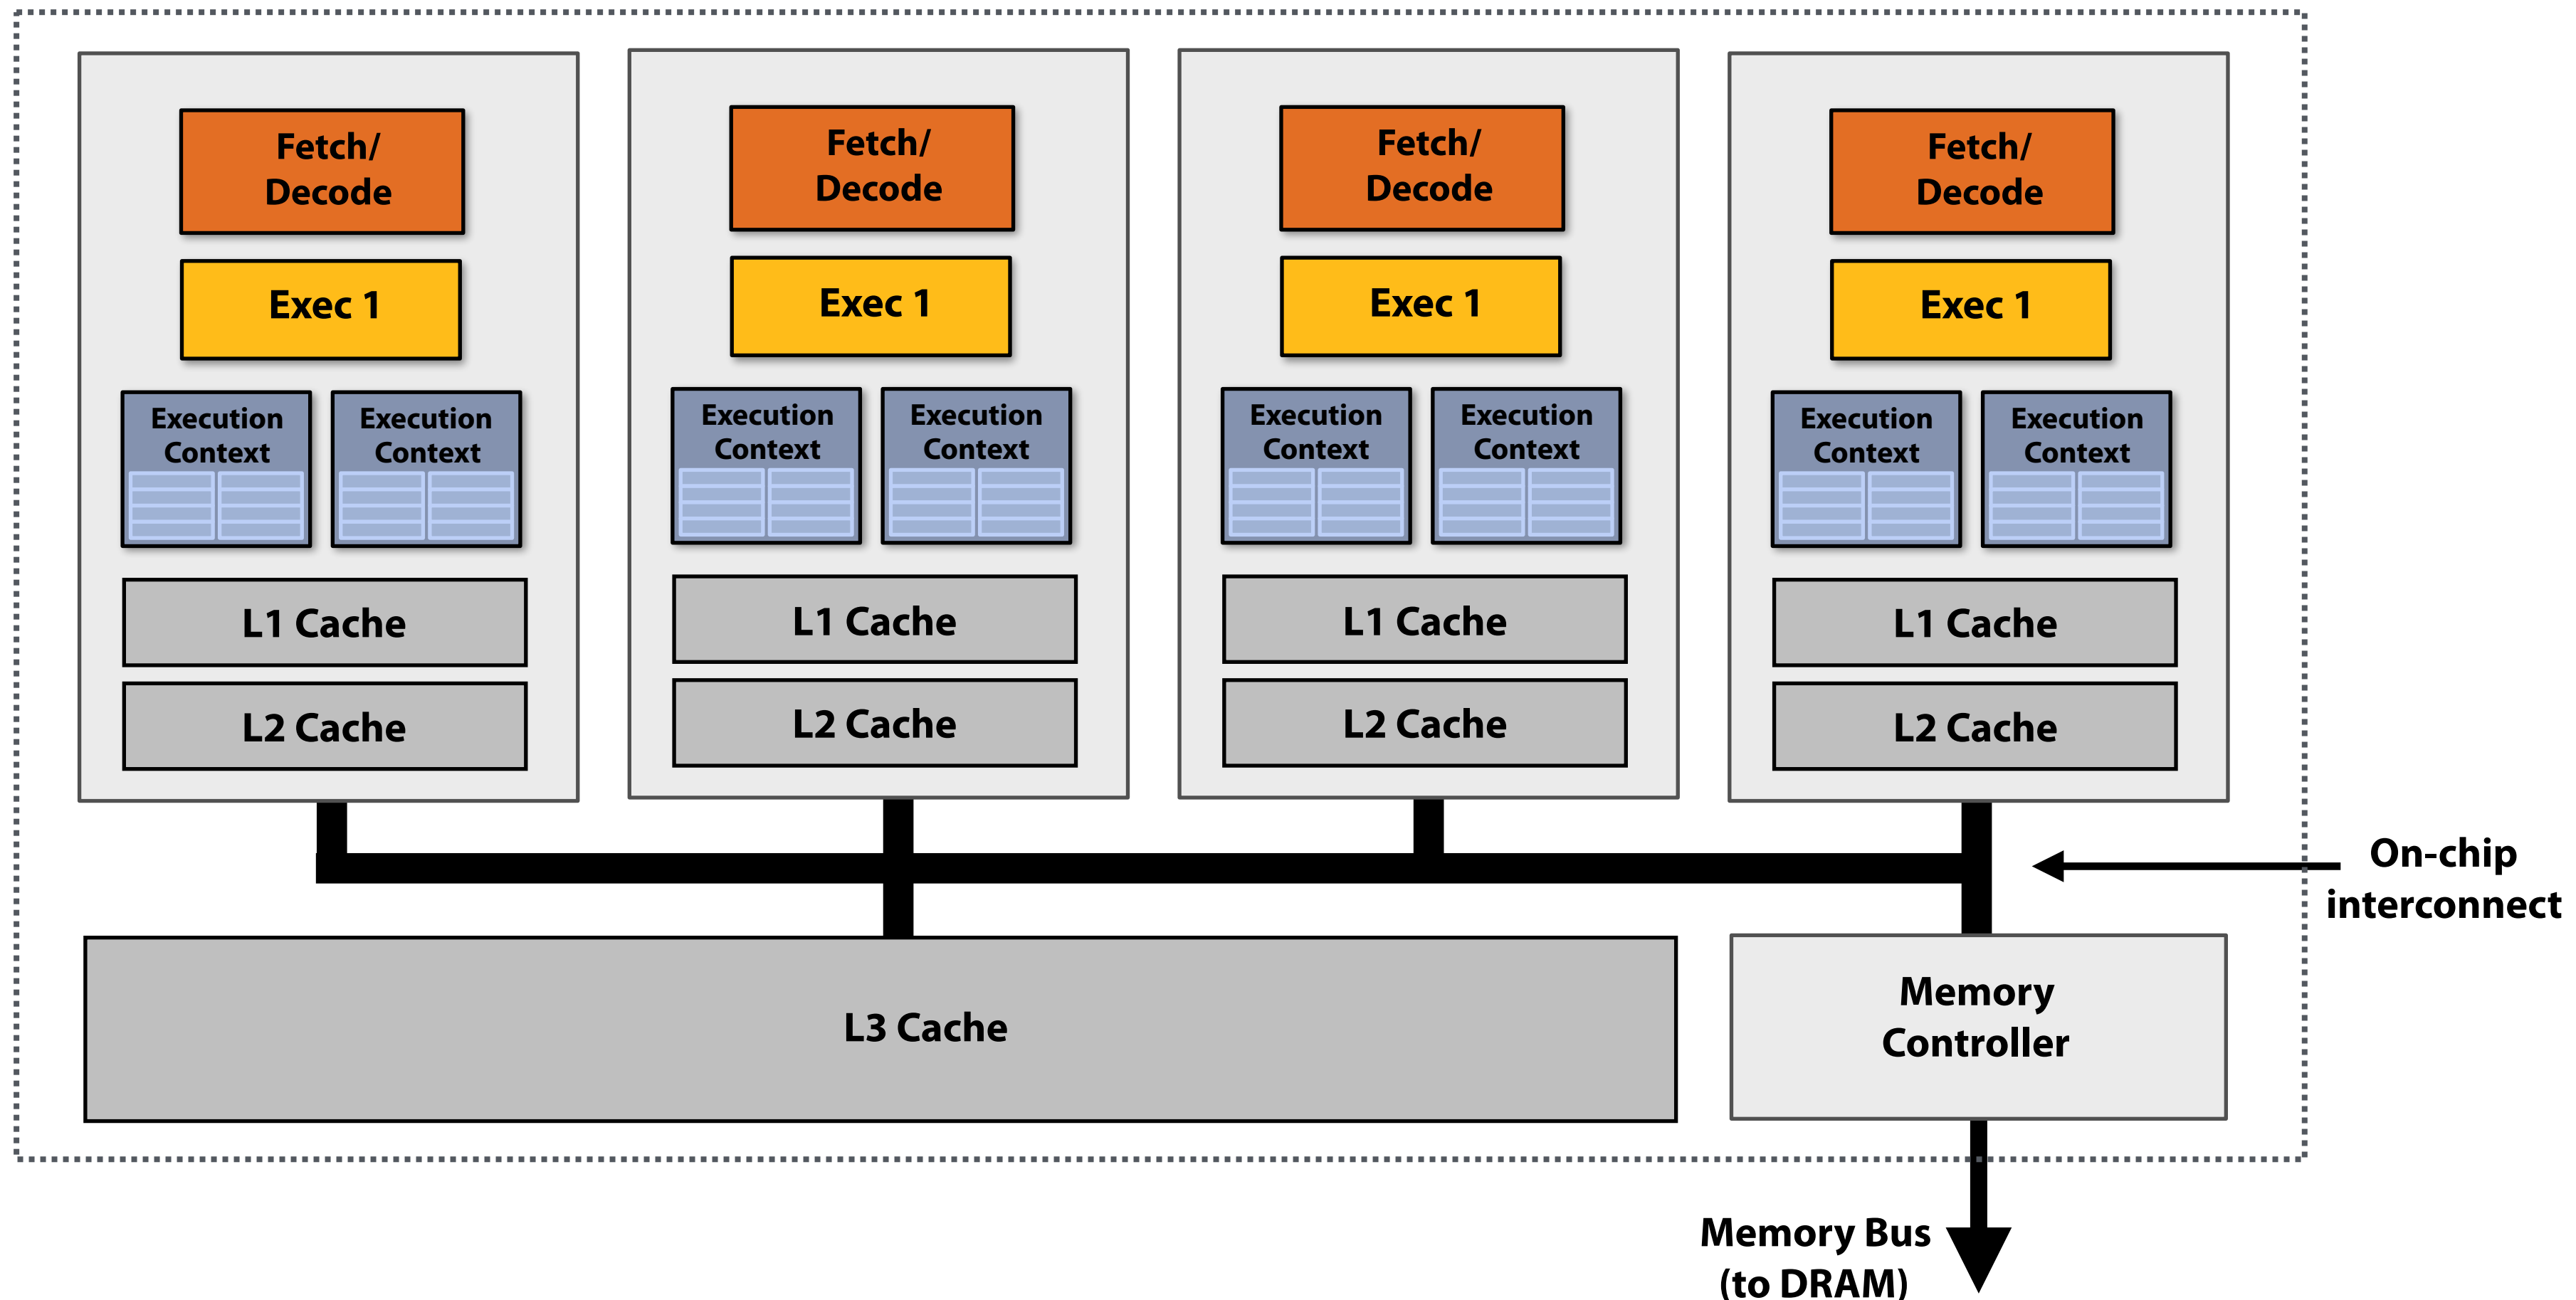 Fetch/
Decode
Exec 1
Execution
Context
Execution
Context
L1 Cache
L2 Cache
Fetch/
Decode
Exec 1
Execution
Context
Execution
Context
L1 Cache
L2 Cache
Fetch/
Decode
Exec 1
Execution
Context
Execution
Context
L1 Cache
L2 Cache
Fetch/
Decode
Exec 1
Execution
Context
Execution
Context
L1 Cache
L2 Cache
On-chip
interconnect
L3 Cache
Memory
Controller
Memory Bus
(to DRAM)